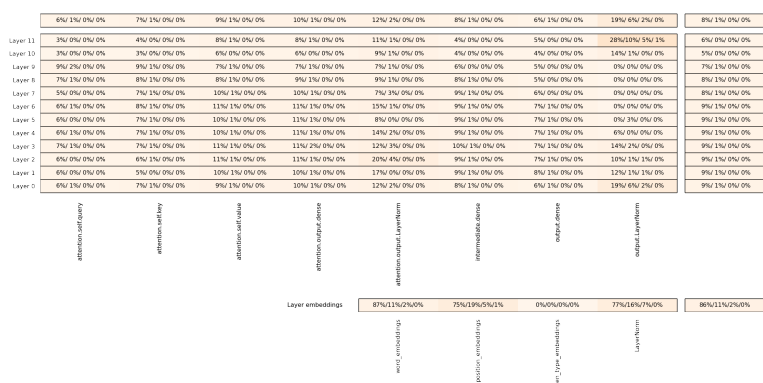 6%/ 1%/ 0%/ 0% 7%/ 1%/ 0%/ 0% 9%/ 1%/ 0%/ 0% 10%/ 1%/ 0%/ 0% 12%/ 2%/ 0%/ 0% 8%/ 1%/ 0%/ 0% 6%/ 1%/ 0%/ 0% 19%/ 6%/ 2%/ 0% 8%/ 1%/ 0%/ 0%
Layer 11 3%/ 0%/ 0%/ 0% 4%/ 0%/ 0%/ 0% 8%/ 1%/ 0%/ 0% 8%/ 1%/ 0%/ 0% 11%/ 1%/ 0%/ 0% 4%/ 0%/ 0%/ 0% 5%/ 0%/ 0%/ 0% 28%/10%/ 5%/ 1% 6%/ 0%/ 0%/ 0%
Layer 10 3%/ 0%/ 0%/ 0% 3%/ 0%/ 0%/ 0% 6%/ 0%/ 0%/ 0% 6%/ 0%/ 0%/ 0% 9%/ 1%/ 0%/ 0% 4%/ 0%/ 0%/ 0% 4%/ 0%/ 0%/ 0% 14%/ 1%/ 0%/ 0% 5%/ 0%/ 0%/ 0%
Layer 9 9%/ 2%/ 0%/ 0% 9%/ 1%/ 0%/ 0% 7%/ 1%/ 0%/ 0% 7%/ 1%/ 0%/ 0% 7%/ 1%/ 0%/ 0% 6%/ 0%/ 0%/ 0% 5%/ 0%/ 0%/ 0% 0%/ 0%/ 0%/ 0% 7%/ 1%/ 0%/ 0%
Layer 8 7%/ 1%/ 0%/ 0% 8%/ 1%/ 0%/ 0% 8%/ 1%/ 0%/ 0% 9%/ 1%/ 0%/ 0% 9%/ 1%/ 0%/ 0% 8%/ 1%/ 0%/ 0% 5%/ 0%/ 0%/ 0% 0%/ 0%/ 0%/ 0% 8%/ 1%/ 0%/ 0%
Layer 7 5%/ 0%/ 0%/ 0% 7%/ 1%/ 0%/ 0% 10%/ 1%/ 0%/ 0% 10%/ 1%/ 0%/ 0% 7%/ 3%/ 0%/ 0% 9%/ 1%/ 0%/ 0% 6%/ 0%/ 0%/ 0% 0%/ 0%/ 0%/ 0% 8%/ 1%/ 0%/ 0%
Layer 6 6%/ 1%/ 0%/ 0% 8%/ 1%/ 0%/ 0% 11%/ 1%/ 0%/ 0% 11%/ 1%/ 0%/ 0% 15%/ 1%/ 0%/ 0% 9%/ 1%/ 0%/ 0% 7%/ 1%/ 0%/ 0% 0%/ 0%/ 0%/ 0% 9%/ 1%/ 0%/ 0%
Layer 5 6%/ 0%/ 0%/ 0% 7%/ 1%/ 0%/ 0% 11%/ 1%/ 0%/ 0% 11%/ 1%/ 0%/ 0% 8%/ 0%/ 0%/ 0% 9%/ 1%/ 0%/ 0% 7%/ 1%/ 0%/ 0% 0%/ 3%/ 0%/ 0% 9%/ 1%/ 0%/ 0%
Layer 4 6%/ 1%/ 0%/ 0% 7%/ 1%/ 0%/ 0% 10%/ 1%/ 0%/ 0% 11%/ 1%/ 0%/ 0% 14%/ 2%/ 0%/ 0% 9%/ 1%/ 0%/ 0% 7%/ 1%/ 0%/ 0% 6%/ 0%/ 0%/ 0% 9%/ 1%/ 0%/ 0%
Layer 3 7%/ 1%/ 0%/ 0% 7%/ 1%/ 0%/ 0% 11%/ 1%/ 0%/ 0% 11%/ 2%/ 0%/ 0% 12%/ 3%/ 0%/ 0% 10%/ 1%/ 0%/ 0% 7%/ 1%/ 0%/ 0% 14%/ 2%/ 0%/ 0% 9%/ 1%/ 0%/ 0%
Layer 2 6%/ 0%/ 0%/ 0% 6%/ 1%/ 0%/ 0% 11%/ 1%/ 0%/ 0% 11%/ 1%/ 0%/ 0% 20%/ 4%/ 0%/ 0% 9%/ 1%/ 0%/ 0% 7%/ 1%/ 0%/ 0% 10%/ 1%/ 1%/ 0% 9%/ 1%/ 0%/ 0%
Layer 1 6%/ 0%/ 0%/ 0% 5%/ 0%/ 0%/ 0% 10%/ 1%/ 0%/ 0% 10%/ 1%/ 0%/ 0% 17%/ 0%/ 0%/ 0% 9%/ 1%/ 0%/ 0% 8%/ 1%/ 0%/ 0% 12%/ 1%/ 1%/ 0% 9%/ 1%/ 0%/ 0%
Layer 0 6%/ 1%/ 0%/ 0% 7%/ 1%/ 0%/ 0% 9%/ 1%/ 0%/ 0% 10%/ 1%/ 0%/ 0% 12%/ 2%/ 0%/ 0% 8%/ 1%/ 0%/ 0% 6%/ 1%/ 0%/ 0% 19%/ 6%/ 2%/ 0% 9%/ 1%/ 0%/ 0%
attention.self.query
attention.self.key
attention.self.value
attention.output.dense
attention.output.LayerNorm
intermediate.dense
output.dense
output.LayerNorm
Layer embeddings 87%/11%/2%/0% 75%/19%/5%/1% 0%/0%/0%/0% 77%/16%/7%/0% 86%/11%/2%/0%
word_embeddings
position_embeddings
en_type_embeddings
LayerNorm